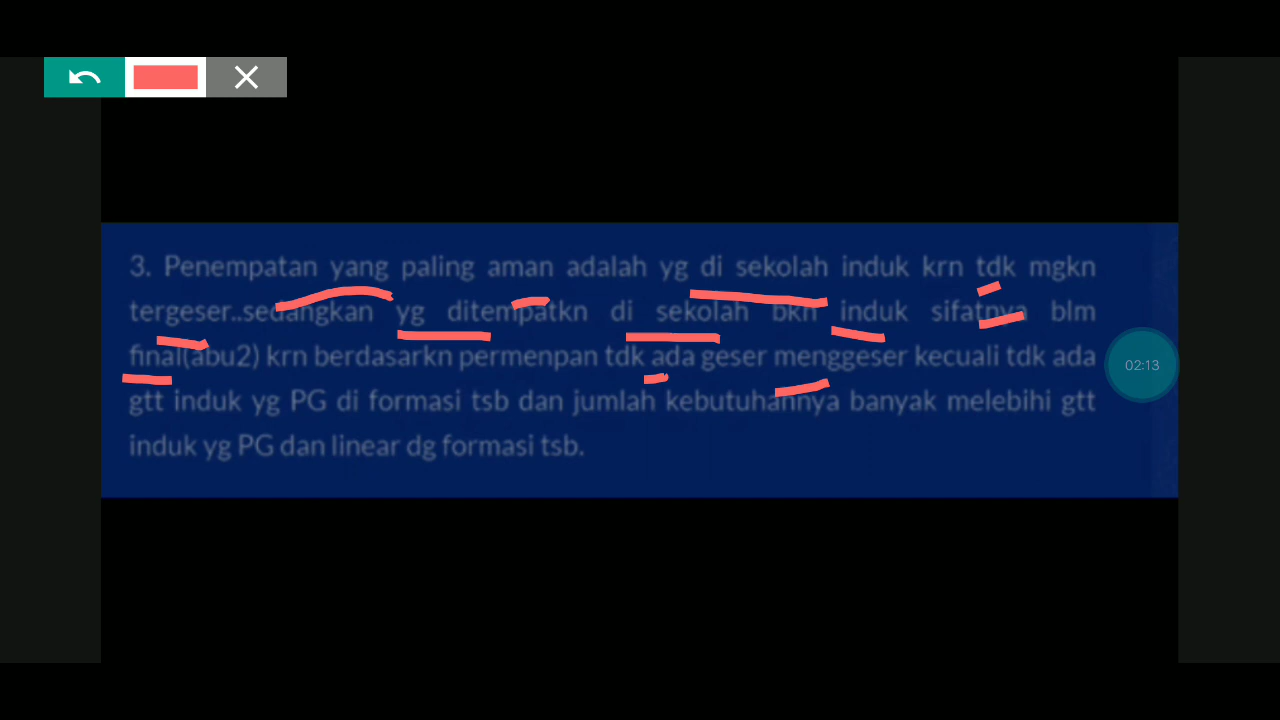 3. Penempatan yang paling aman adalah yg di sekolah induk krn tdk mgkn
tergeser..sedangkan yg ditempatkn di sekolah bkn induk sifatnya blm
final(abu2) krn berdasarkn permenpan tdk ada geser menggeser kecuali tdk ada
gtt induk yg PG di formasi tsb dan jumlah kebutuhannya banyak melebihi gtt
induk yg PG dan linear dg formasi tsb.
02:13